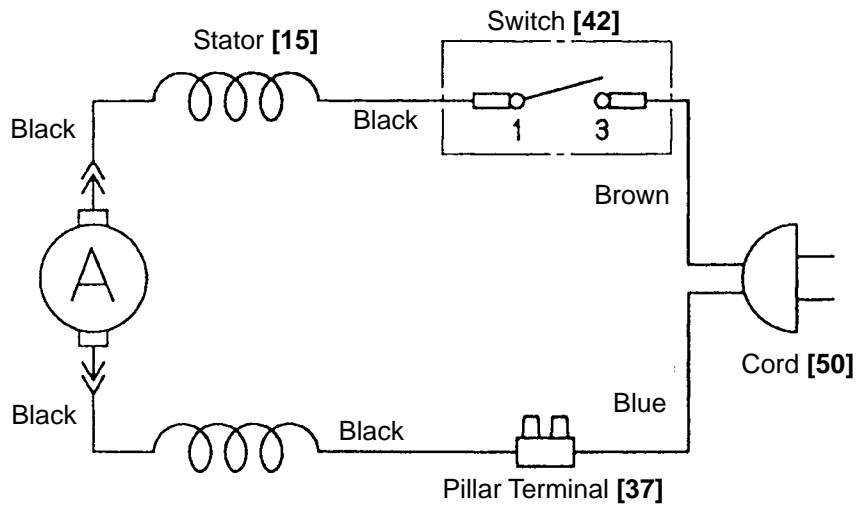 Switch [42]
Stator [15]
Black
Black
1 3
Brown
A
Cord [50]
Black
Black
Blue
Pillar Terminal [37]